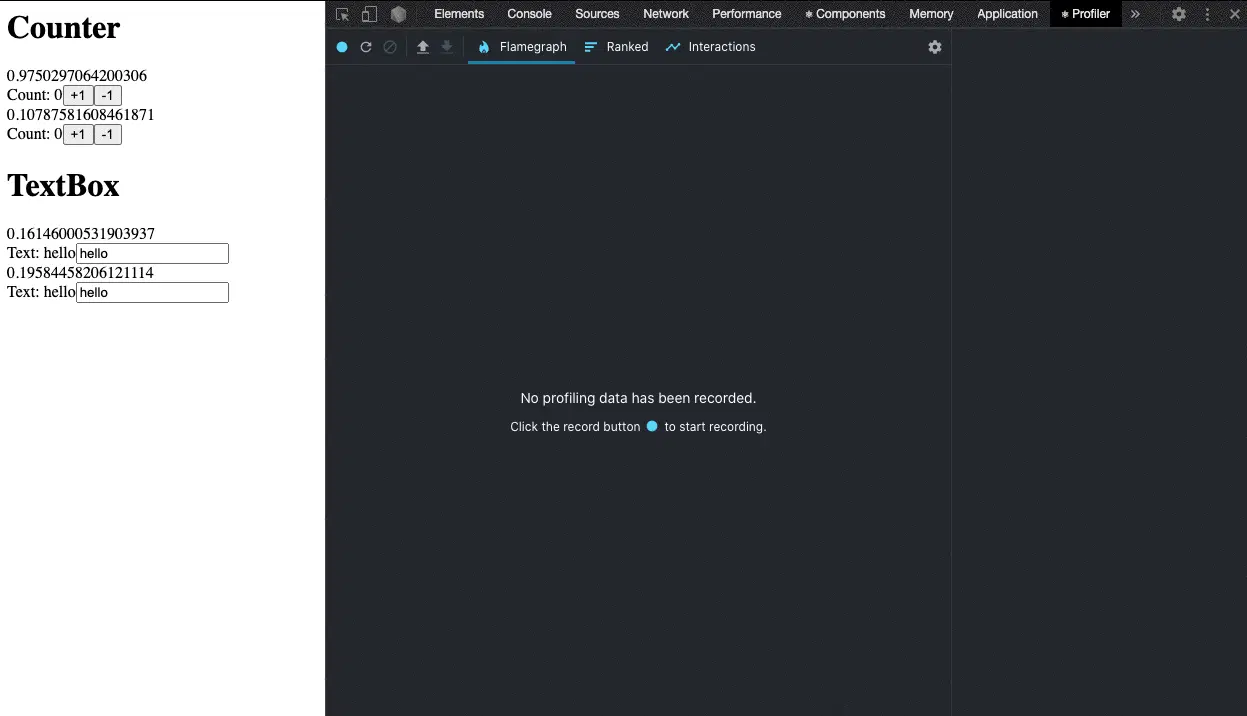 Counter
0.9750297064200306
Count: 0 +1 -1
0.10787581608461871
Count: 0 +1 -1
TextBox
0.16146000531903937
Text: hello hello
0.19584458206121114
Text: hello hello
Elements Console Sources Network Performance Components Memory Application Profiler »
Flamegraph Ranked Interactions
No profiling data has been recorded.
Click the record button to start recording.